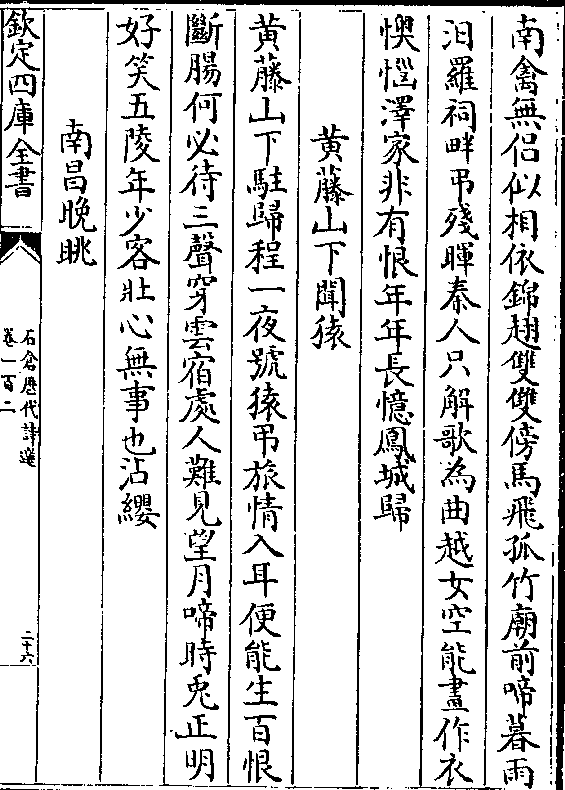 南禽無侣似相依錦翅雙雙傍馬飛孤竹廟前啼暮雨
汨羅祠畔弔殘暉秦人只解歌為曲越女空能畫作衣
懊惱澤家非有恨年年長憶鳳城歸
黄藤山下聞猿
黄藤山下駐歸程一夜號猿弔旅情入耳便能生百恨
斷腸何必待三聲穿雲宿處人難見望月啼時兎正明
好笑五陵年少客壯心無事也沾纓
南昌晚眺
欽定四庫全書
石倉歴代詩選
卷一百二
二十六